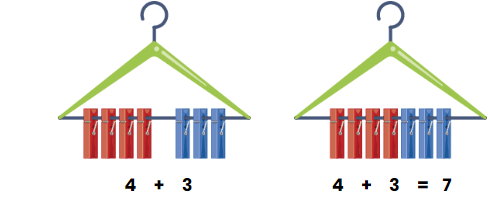 4 + 3
4 + 3 = 7